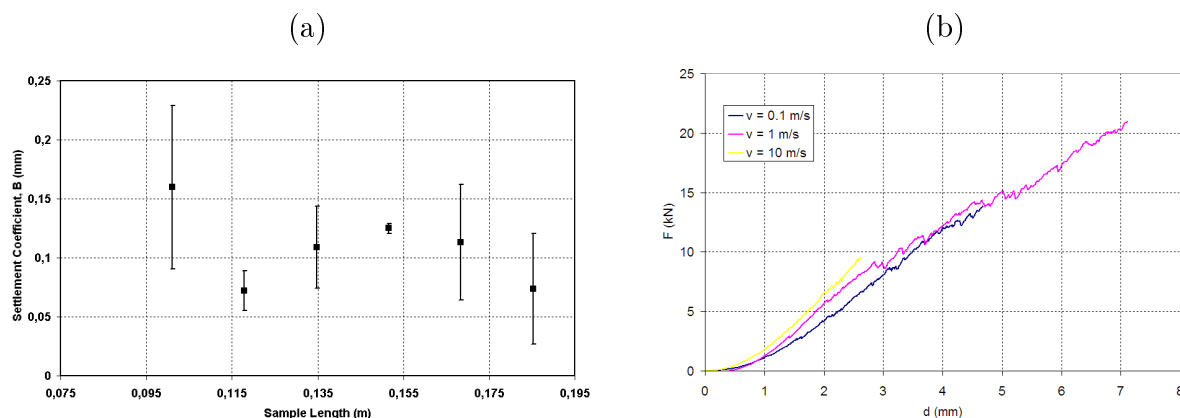 (a)
(b)
Settlement Coefficient, B (mm)
0,25
0,2
0,15
0,1
0,05
0
0,075 0,095 0,115 0,135 0,155 0,175 0,195
Sample Length (m)
F (kN)
25
20
15
10
5
0
v = 0.1 m/s
v = 1 m/s
v = 10 m/s
0 1 2 3 4 5 6 7 8
d (mm)